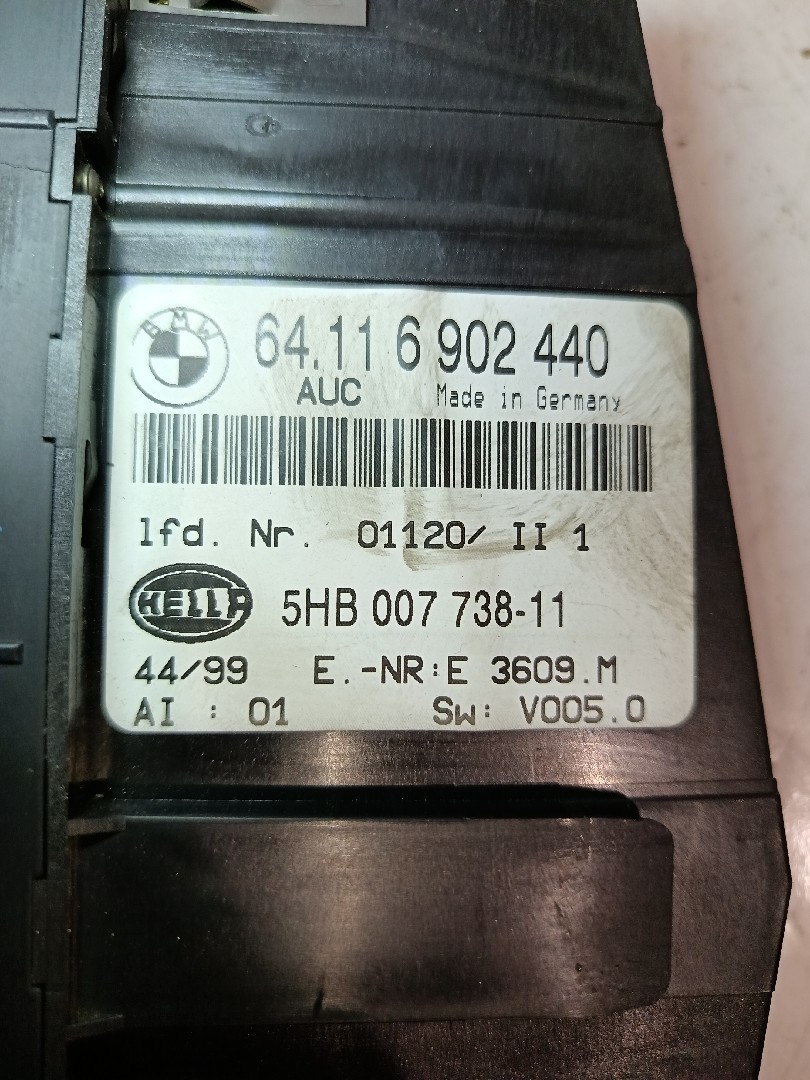 BMW
64.11 6 902 440
AUC Made in Germany
lfd. Nr. 01120/ II 1
HELLA 5HB 007 738-11
44/99 E.-NR:E 3609.M
AI : 01 Sw: V005.0